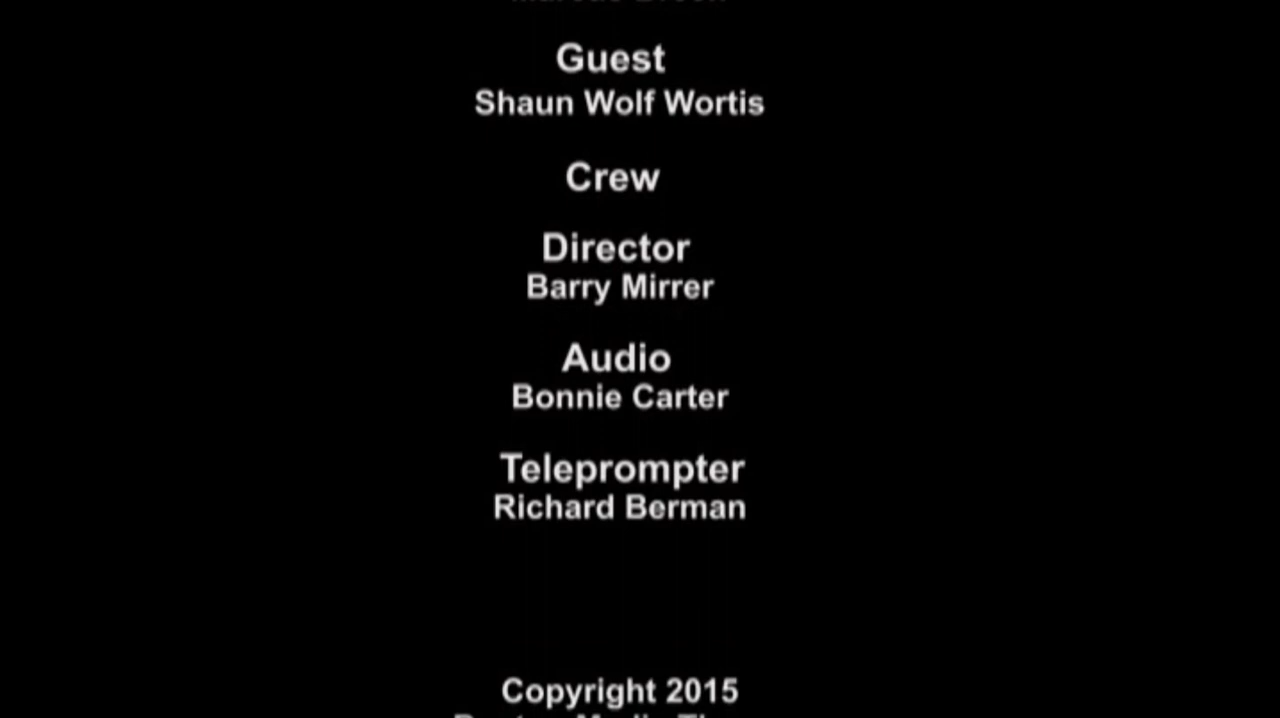 Guest
Shaun Wolf Wortis
Crew
Director
Barry Mirrer
Audio
Bonnie Carter
Teleprompter
Richard Berman
Copyright 2015